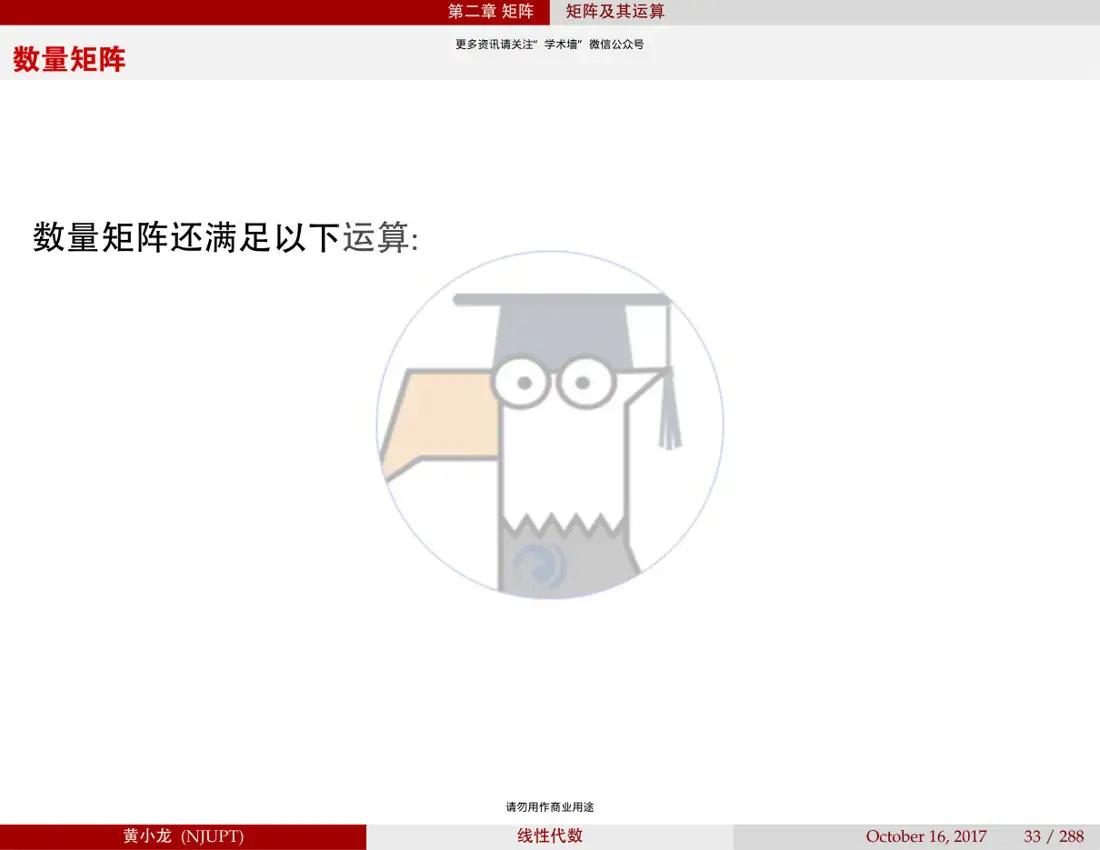 第二章 矩阵 矩阵及其运算
更多资讯请关注“学术墙”微信公众号
数量矩阵
数量矩阵还满足以下运算:
请勿用作商业用途
黄小龙 (NJUPT) 线性代数 October 16, 2017 33 / 288